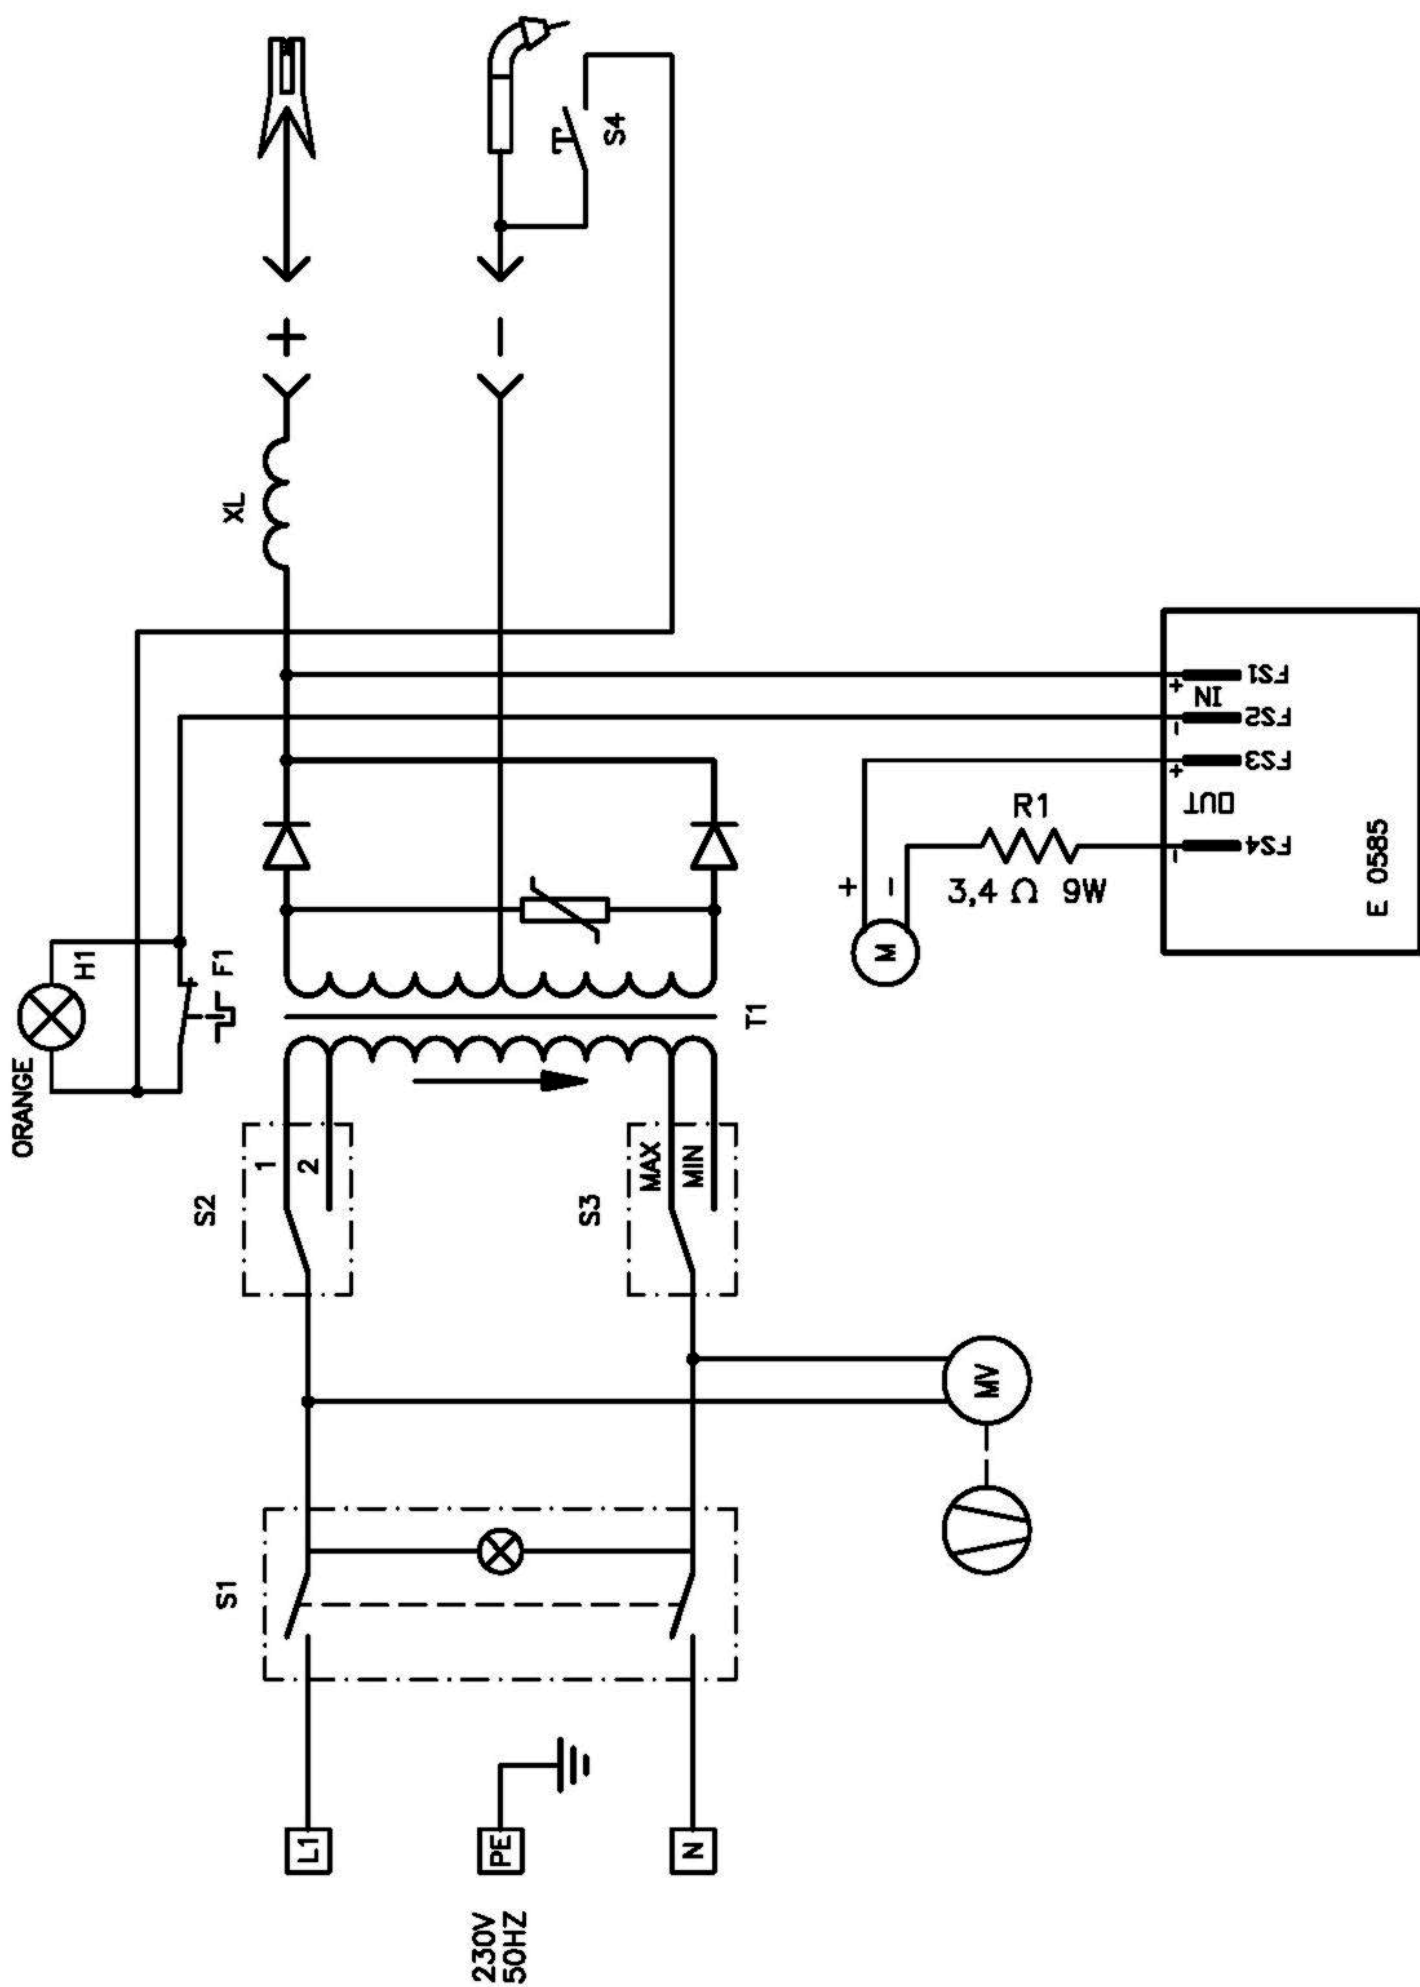 ORANGE
H1
F1
XL
+
-
S4
S2
1
2
S3
MAX
MIN
T1
S1
L1
PE
N
230V
50HZ
MV
M
+
-
R1
3,4 Ω 9W
+
FS1
IN
-
FS2
+
FS3
OUT
-
FS4
E 0585